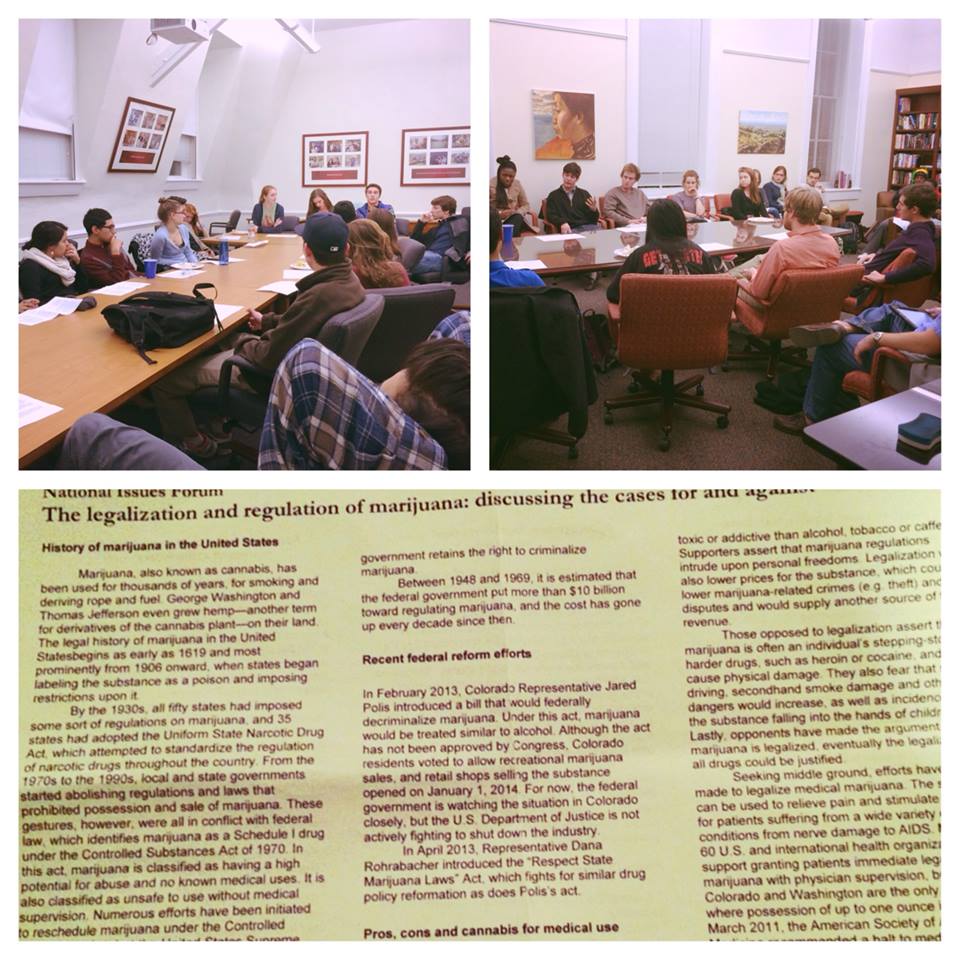 GET
National Issues Forum
The legalization and regulation of marijuana: discussing the cases for and against
History of marijuana in the United States
Marijuana, also known as cannabis, has
been used for thousands of years, for smoking and
deriving rope and fuel. George Washington and
Thomas Jefferson even grew hemp—another term
for derivatives of the cannabis plant—on their land.
The legal history of marijuana in the United
Statesbegins as early as 1619 and most
prominently from 1906 onward, when states began
labeling the substance as a poison and imposing
restrictions upon it.
By the 1930s, all fifty states had imposed
some sort of regulations on marijuana, and 35
states had adopted the Uniform State Narcotic Drug
Act, which attempted to standardize the regulation
of narcotic drugs throughout the country. From the
1970s to the 1990s, local and state governments
started abolishing regulations and laws that
prohibited possession and sale of marijuana. These
gestures, however, were all in conflict with federal
law, which identifies marijuana as a Schedule I drug
under the Controlled Substances Act of 1970. In
this act, marijuana is classified as having a high
potential for abuse and no known medical uses. It is
also classified as unsafe to use without medical
supervision. Numerous efforts have been initiated
to reschedule marijuana under the Controlled
United States Supreme
government retains the right to criminalize
marijuana.
Between 1948 and 1969, it is estimated that
the federal government put more than $10 billion
toward regulating marijuana, and the cost has gone
up every decade since then.
Recent federal reform efforts
In February 2013, Colorado Representative Jared
Polis introduced a bill that would federally
decriminalize marijuana. Under this act, marijuana
would be treated similar to alcohol. Although the act
has not been approved by Congress, Colorado
residents voted to allow recreational marijuana
sales, and retail shops selling the substance
opened on January 1, 2014. For now, the federal
government is watching the situation in Colorado
closely, but the U.S. Department of Justice is not
actively fighting to shut down the industry.
In April 2013, Representative Dana
Rohrabacher introduced the "Respect State
Marijuana Laws" Act, which fights for similar drug
policy reformation as does Polis's act.
Pros, cons and cannabis for medical use
toxic or addictive than alcohol, tobacco or caffe
Supporters assert that marijuana regulations
intrude upon personal freedoms. Legalization
also lower prices for the substance, which cou
lower marijuana-related crimes (e.g. theft) and
disputes and would supply another source of
revenue.
Those opposed to legalization assert t
marijuana is often an individual's stepping-sto
harder drugs, such as heroin or cocaine, and
cause physical damage. They also fear that
driving, secondhand smoke damage and oth
dangers would increase, as well as incidenc
the substance falling into the hands of childr
Lastly, opponents have made the argument
marijuana is legalized, eventually the legali
all drugs could be justified.
Seeking middle ground, efforts have
made to legalize medical marijuana. The s
can be used to relieve pain and stimulate
for patients suffering from a wide variety
conditions from nerve damage to AIDS.
60 U.S. and international health organiz
support granting patients immediate leg
marijuana with physician supervision, b
Colorado and Washington are the only
where possession of up to one ounce
March 2011, the American Society of
recommended a halt to med